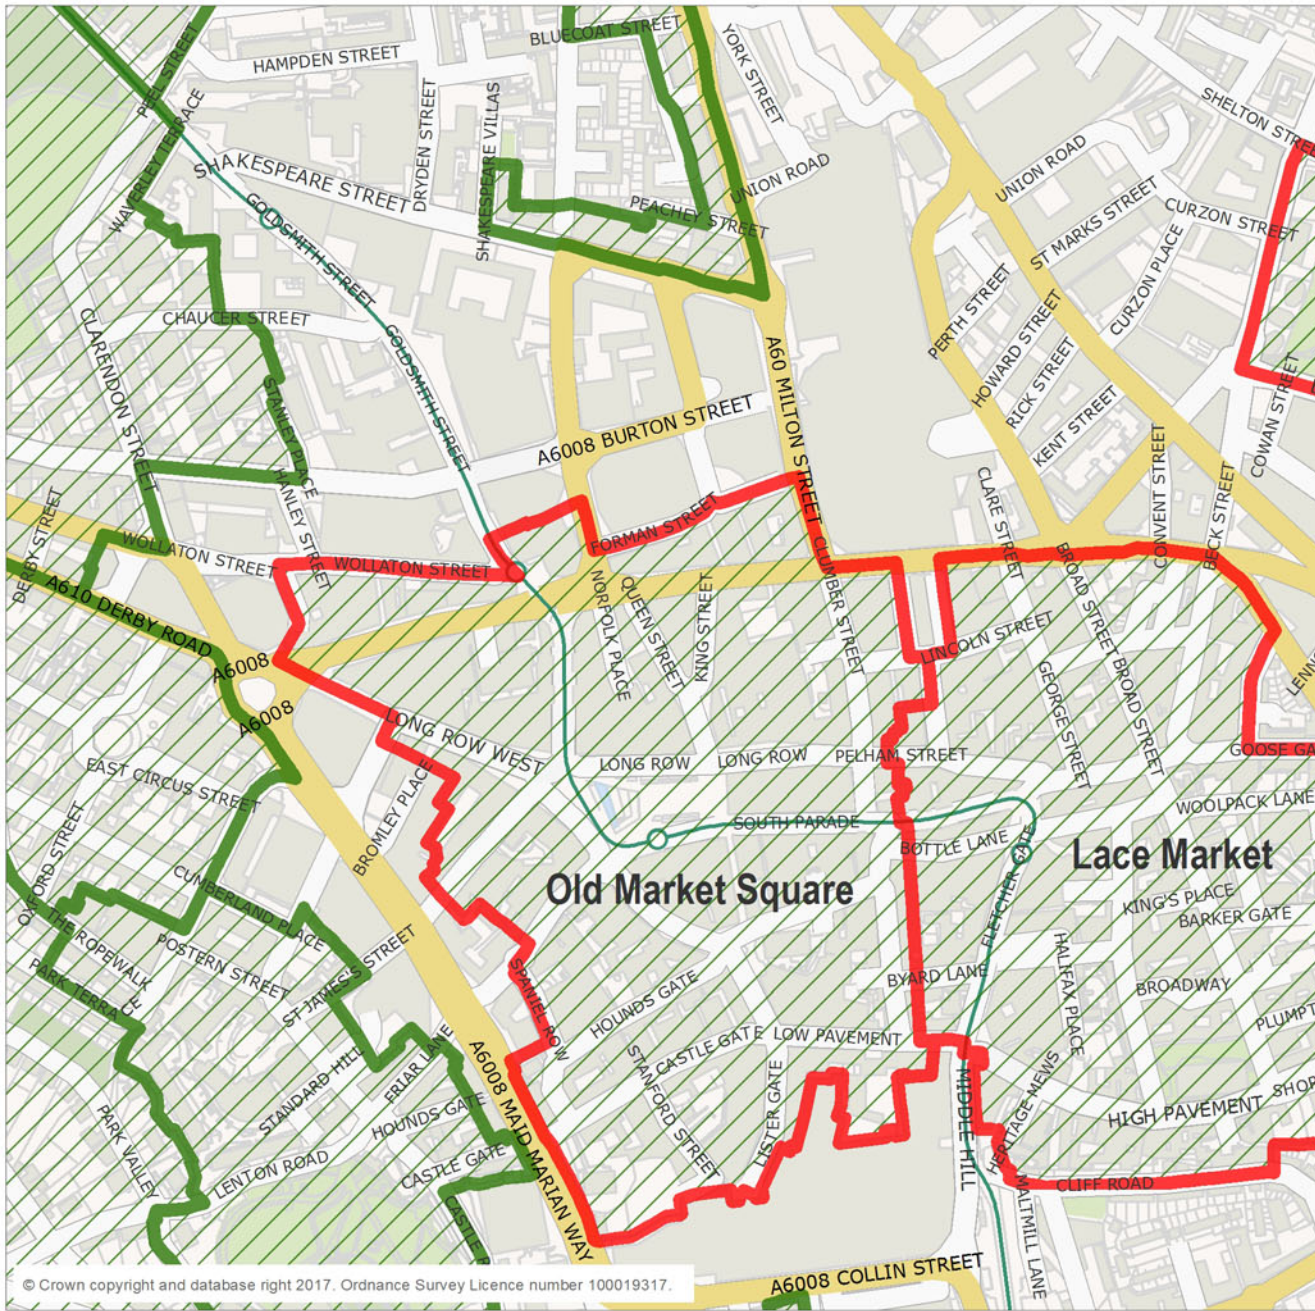 BLUECOAT STREET
YORK STREET
PEEL STREET
HAMPDEN STREET
SHELTON STREET
WAVERLEY TERRACE
DRYDEN STREET
SHAKESPEARE VILLAS
SHAKESPEARE STREET
UNION ROAD
UNION ROAD
GOLDSMITH STREET
PEACHEY STREET
ST MARKS STREET
CURZON STREET
CURZON PLACE
CHAUCER STREET
CLARENDON STREET
GOLDSMITH STREET
PERTH STREET
HOWARD STREET
RICK STREET
KENT STREET
COWAN STREET
STANLEY PLACE
A6008 BURTON STREET
A60 MILTON STREET
HANLEY STREET
CLARE STREET
CONVENT STREET
BECK STREET
DERBY STREET
WOLLATON STREET
WOLLATON STREET
FORMAN STREET
CLUMBER STREET
A610 DERBY ROAD
NORFOLK PLACE
QUEEN STREET
KING STREET
BROAD STREET
BROAD STREET
LINCOLN STREET
GEORGE STREET
A6008
A6008
LONG ROW WEST
LONG ROW
LONG ROW
PELHAM STREET
EAST CIRCUS STREET
BROMLEY PLACE
WOOLPACK LANE
SOUTH PARADE
BOTTLE LANE
FLETCHER GATE
Lace Market
Old Market Square
OXFORD STREET
CUMBERLAND PLACE
KING'S PLACE
BARKER GATE
THE ROPEWALK
POSTERN STREET
ST JAMES'S STREET
PARK TERRACE
SPANIEL ROW
HOUNDS GATE
BYARD LANE
HALIFAX PLACE
BROADWAY
CASTLE GATE
LOW PAVEMENT
STANFORD STREET
LISTER GATE
STANDARD HILL
FRIAR LANE
HOUNDS GATE
A6008 MAID MARIAN WAY
MIDDLE HILL
HERITAGE MEWS
HIGH PAVEMENT
PARK VALLEY
LENTON ROAD
CASTLE GATE
CLIFF ROAD
MALTMILL LANE
A6008 COLLIN STREET
© Crown copyright and database right 2017. Ordnance Survey Licence number 100019317.